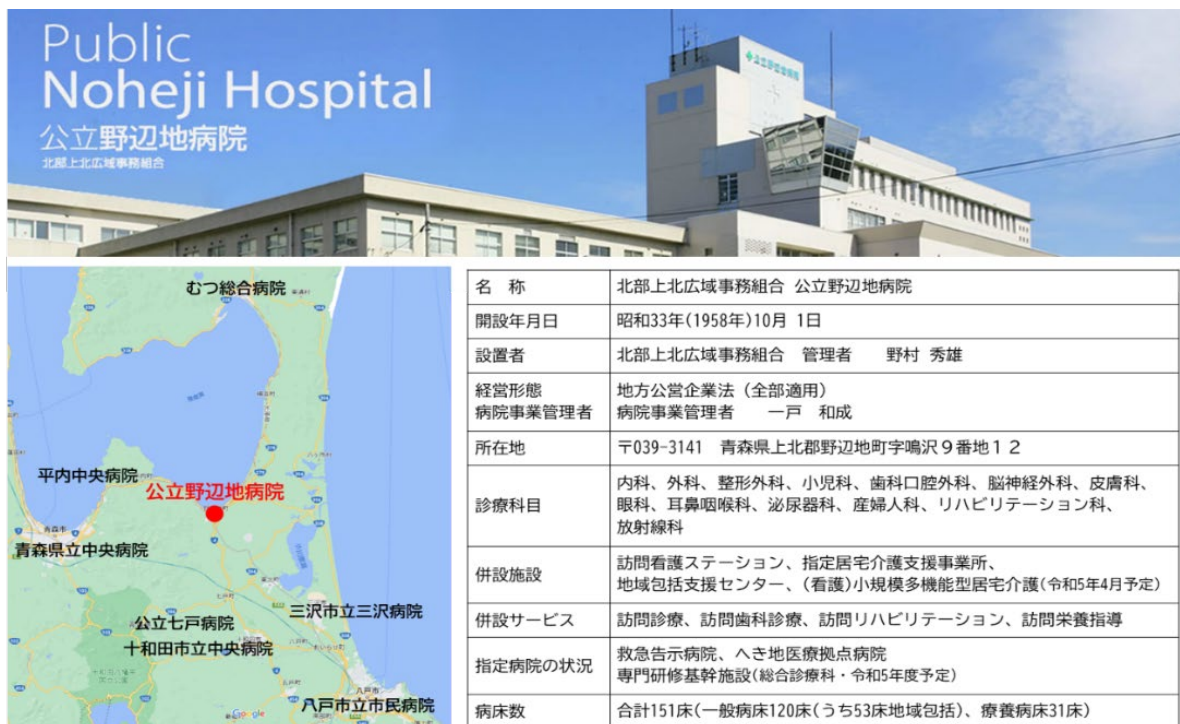 Public
Noheji Hospital
公立野辺地病院
北部上北広域事務組合
公立野辺地病院
むつ総合病院
平内中央病院
公立野辺地病院
青森市
青森県立中央病院
公立七戸病院
十和田市立中央病院
三沢市立三沢病院
八戸市
八戸市立市民病院
Google
名 称 北部上北広域事務組合 公立野辺地病院
開設年月日 昭和33年(1958年)10月 1日
設置者 北部上北広域事務組合 管理者 野村 秀雄
経営形態 地方公営企業法（全部適用）
病院事業管理者 病院事業管理者 一戸 和成
所在地 〒039-3141 青森県上北郡野辺地町字鳴沢９番地１２
診療科目 内科、外科、整形外科、小児科、歯科口腔外科、脳神経外科、皮膚科、
眼科、耳鼻咽喉科、泌尿器科、産婦人科、リハビリテーション科、
放射線科
併設施設 訪問看護ステーション、指定居宅介護支援事業所、
地域包括支援センター、(看護)小規模多機能型居宅介護(令和5年4月予定)
併設サービス 訪問診療、訪問歯科診療、訪問リハビリテーション、訪問栄養指導
指定病院の状況 救急告示病院、へき地医療拠点病院
専門研修基幹施設(総合診療科・令和5年度予定)
病床数 合計151床(一般病床120床(うち53床地域包括)、療養病床31床)